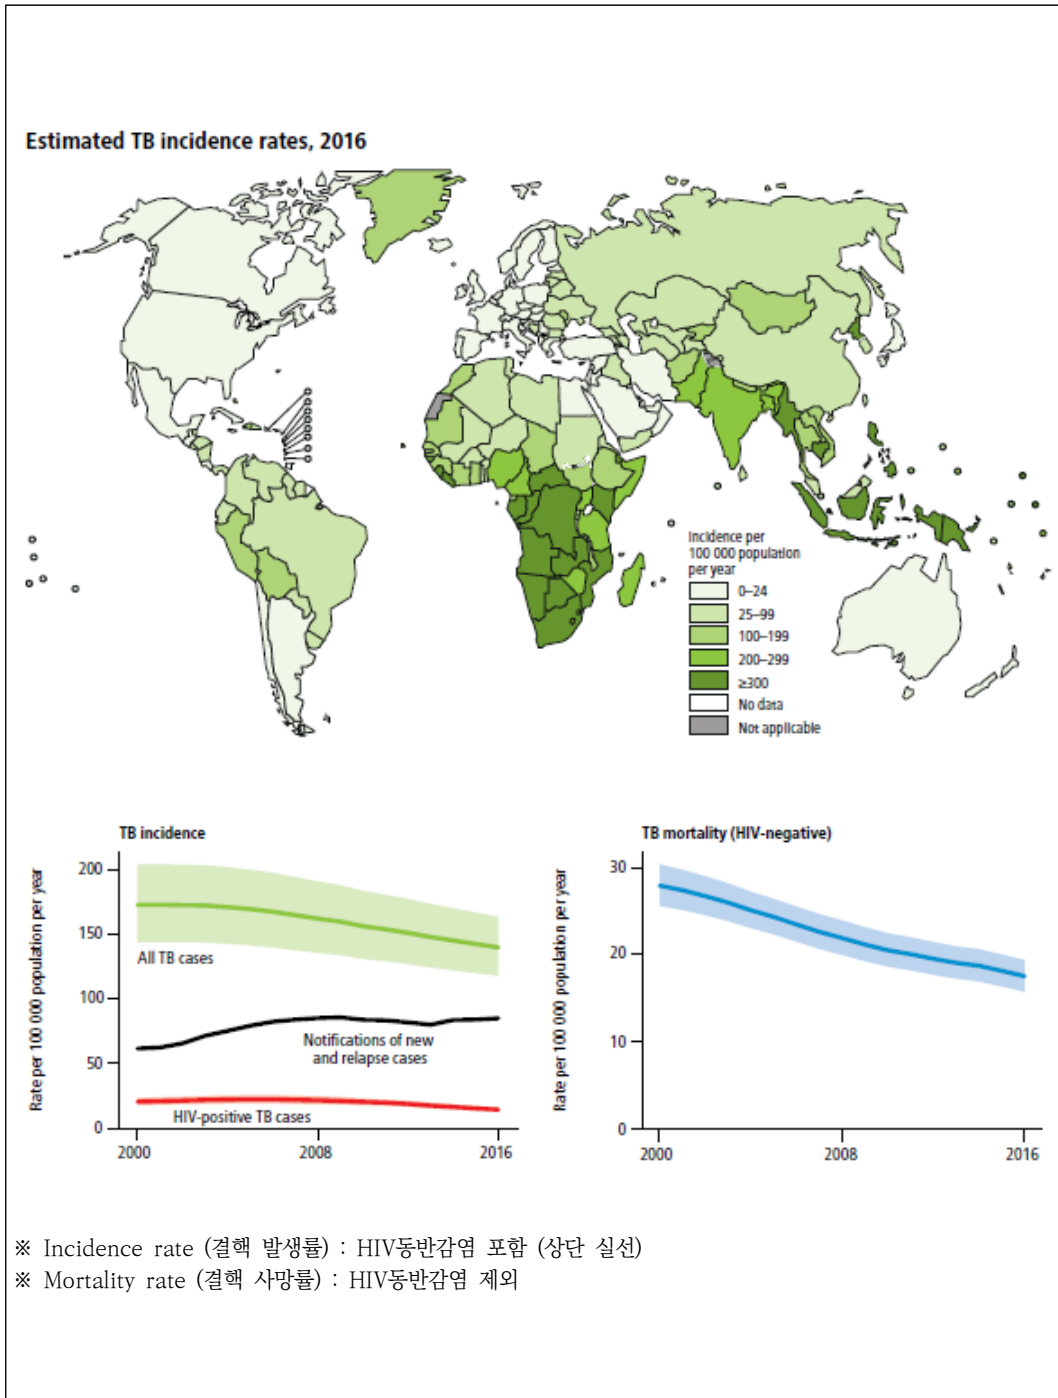 Estimated TB incidence rates, 2016
Incidence per
100 000 population
per year
0–24
25–99
100–199
200–299
≥300
No data
Not applicable
TB incidence
Rate per 100 000 population per year
200
150
100
50
0
All TB cases
Notifications of new
and relapse cases
HIV-positive TB cases
2000
2008
2016
TB mortality (HIV-negative)
Rate per 100 000 population per year
30
20
10
0
2000
2008
2016
※ Incidence rate (결핵 발생률) : HIV동반감염 포함 (상단 실선)
※ Mortality rate (결핵 사망률) : HIV동반감염 제외